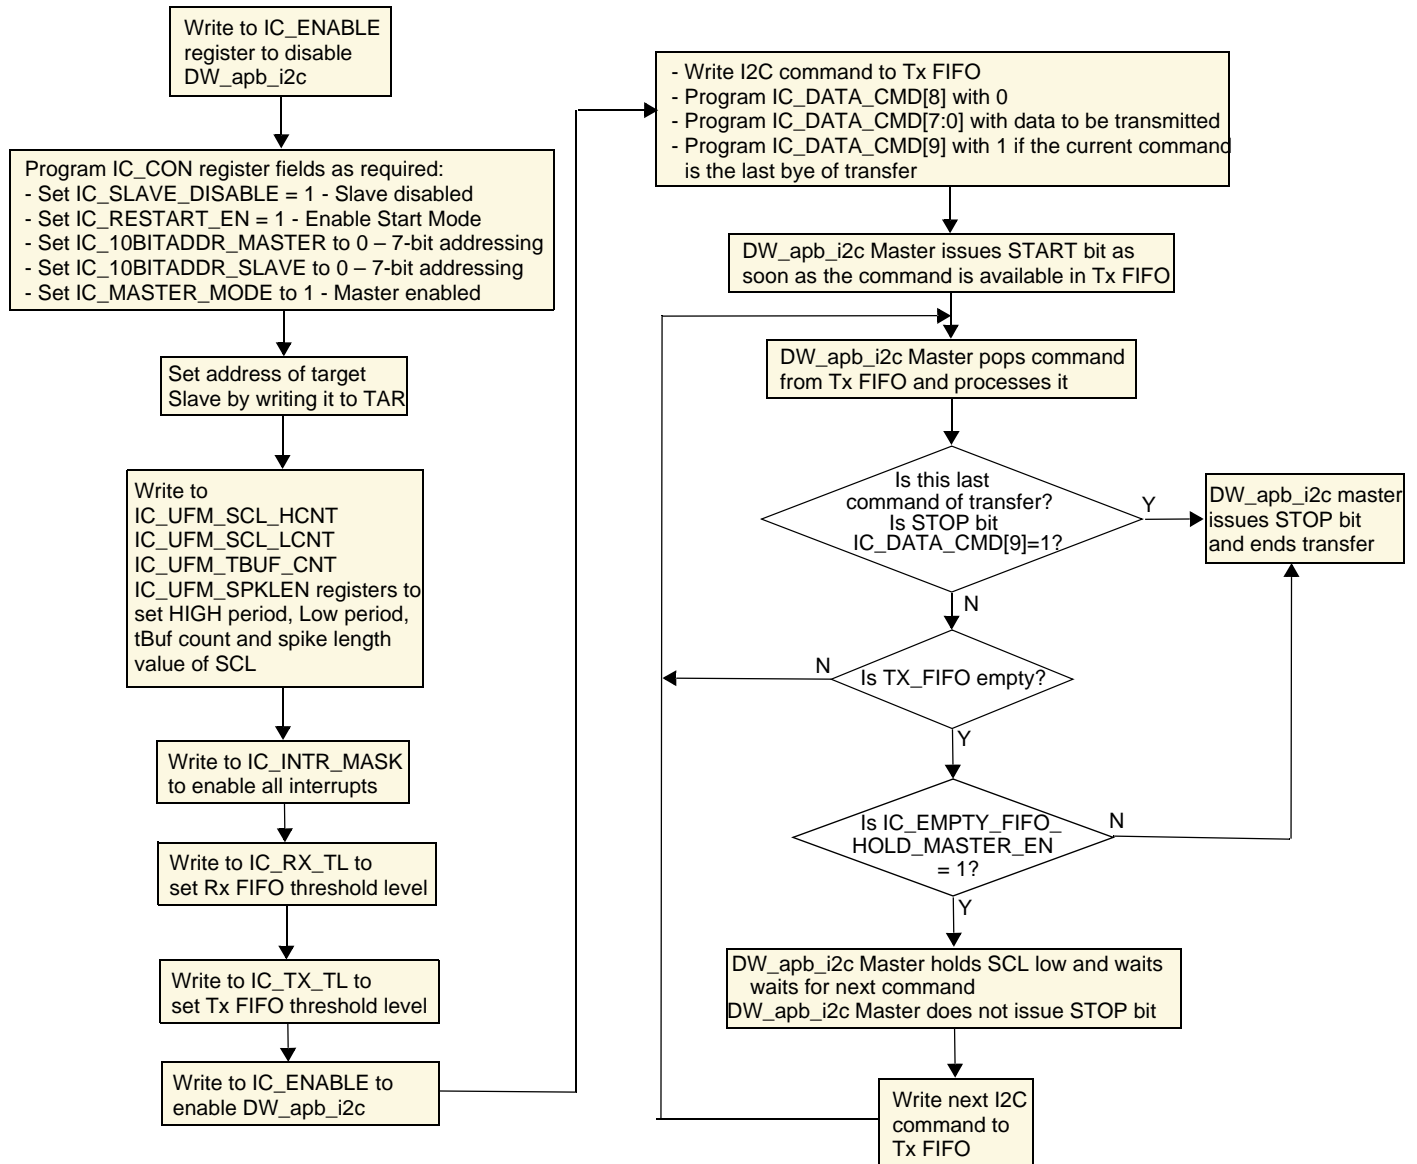 Write to IC_ENABLE
register to disable
DW_apb_i2c
Program IC_CON register fields as required:
- Set IC_SLAVE_DISABLE = 1 - Slave disabled
- Set IC_RESTART_EN = 1 - Enable Start Mode
- Set IC_10BITADDR_MASTER to 0 – 7-bit addressing
- Set IC_10BITADDR_SLAVE to 0 – 7-bit addressing
- Set IC_MASTER_MODE to 1 - Master enabled
Set address of target
Slave by writing it to TAR
Write to
IC_UFM_SCL_HCNT
IC_UFM_SCL_LCNT
IC_UFM_TBUF_CNT
IC_UFM_SPKLEN registers to
set HIGH period, Low period,
tBuf count and spike length
value of SCL
Write to IC_INTR_MASK
to enable all interrupts
Write to IC_RX_TL to
set Rx FIFO threshold level
Write to IC_TX_TL to
set Tx FIFO threshold level
Write to IC_ENABLE to
enable DW_apb_i2c
- Write I2C command to Tx FIFO
- Program IC_DATA_CMD[8] with 0
- Program IC_DATA_CMD[7:0] with data to be transmitted
- Program IC_DATA_CMD[9] with 1 if the current command
is the last bye of transfer
DW_apb_i2c Master issues START bit as
soon as the command is available in Tx FIFO
DW_apb_i2c Master pops command
from Tx FIFO and processes it
Is this last
command of transfer?
Is STOP bit
IC_DATA_CMD[9]=1?
Y
DW_apb_i2c master
issues STOP bit
and ends transfer
N
Is TX_FIFO empty?
N
Y
Is IC_EMPTY_FIFO_
HOLD_MASTER_EN
= 1?
N
Y
DW_apb_i2c Master holds SCL low and waits
waits for next command
DW_apb_i2c Master does not issue STOP bit
Write next I2C
command to
Tx FIFO